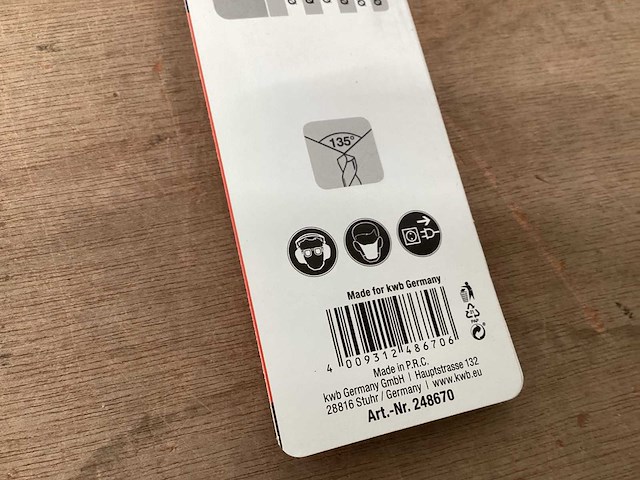 135°
Made for kwb Germany
4 009312 486706
PAP
Made in P.R.C.
kwb Germany GmbH | Hauptstrasse 132
28816 Stuhr / Germany | www.kwb.eu
Art.-Nr. 248670